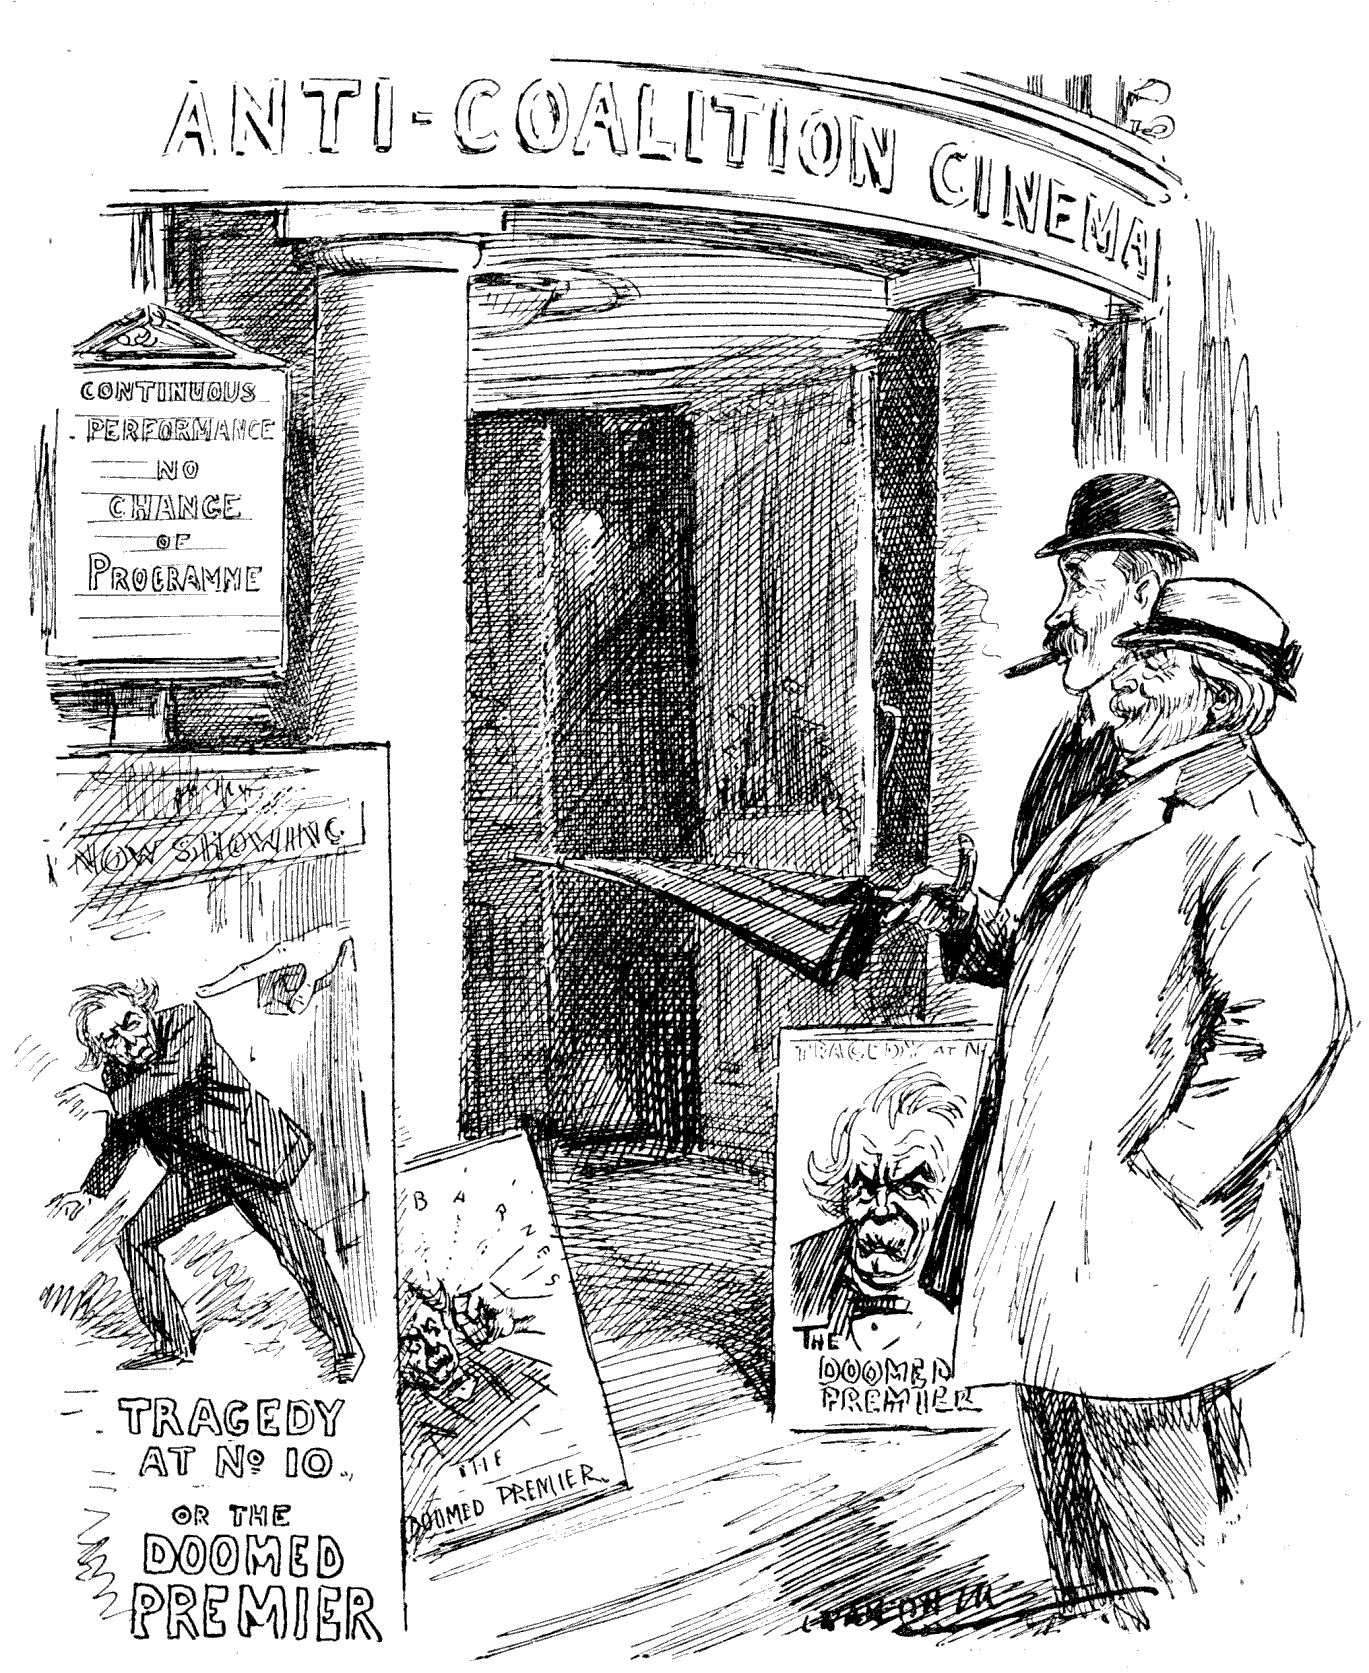 ANTI-COALITION CINEMA
CONTINUOUS
PERFORMANCE
NO
CHANGE
OF
PROGRAMME
NOW SHOWING
TRAGEDY
AT No 10
OR THE
DOOMED
PREMIER
BARNES
THE
DOOMED PREMIER
TRAGEDY AT No
THE
DOOMED
PREMIER